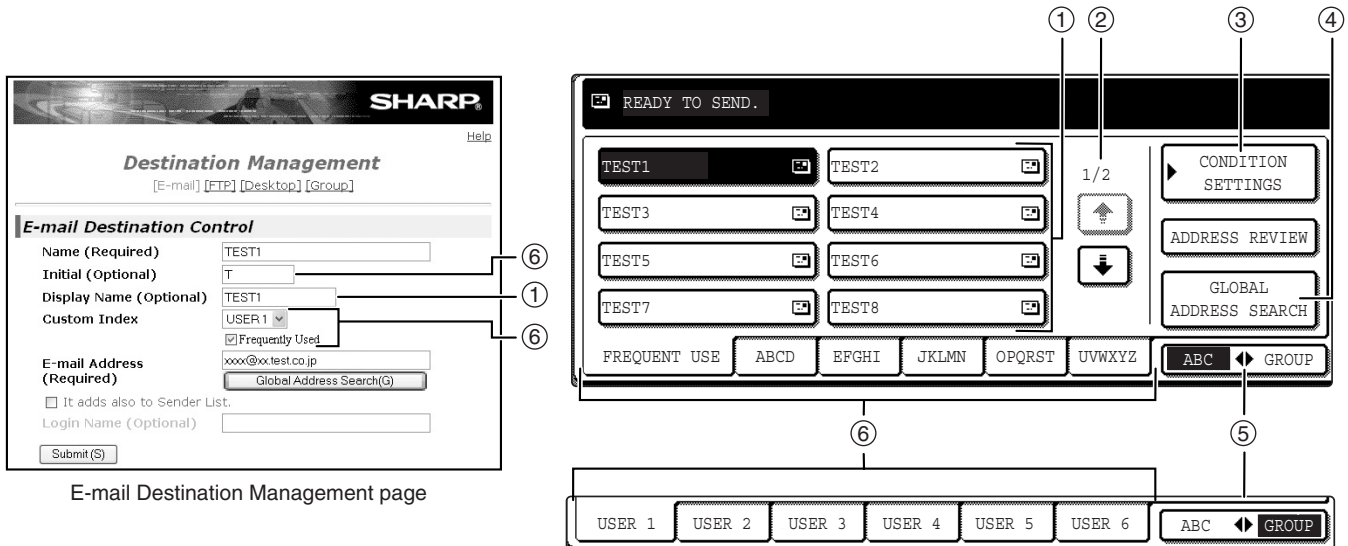 ① ② ③ ④
SHARP®
Help
Destination Management
[E-mail] [FTP] [Desktop] [Group]
E-mail Destination Control
Name (Required) TEST1
Initial (Optional) T ⑥
Display Name (Optional) TEST1 ①
Custom Index USER 1
Frequently Used ⑥
E-mail Address (Required) xxxx@xx.test.co.jp
Global Address Search(G)
It adds also to Sender List.
Login Name (Optional)
Submit (S)
E-mail Destination Management page
READY TO SEND.
TEST1 TEST2
TEST3 TEST4
TEST5 TEST6
TEST7 TEST8
1/2
CONDITION
SETTINGS
ADDRESS REVIEW
GLOBAL
ADDRESS SEARCH
FREQUENT USE ABCD EFGHI JKLMN OPQRST UVWXYZ ABC GROUP
⑥ ⑤
USER 1 USER 2 USER 3 USER 4 USER 5 USER 6 ABC GROUP